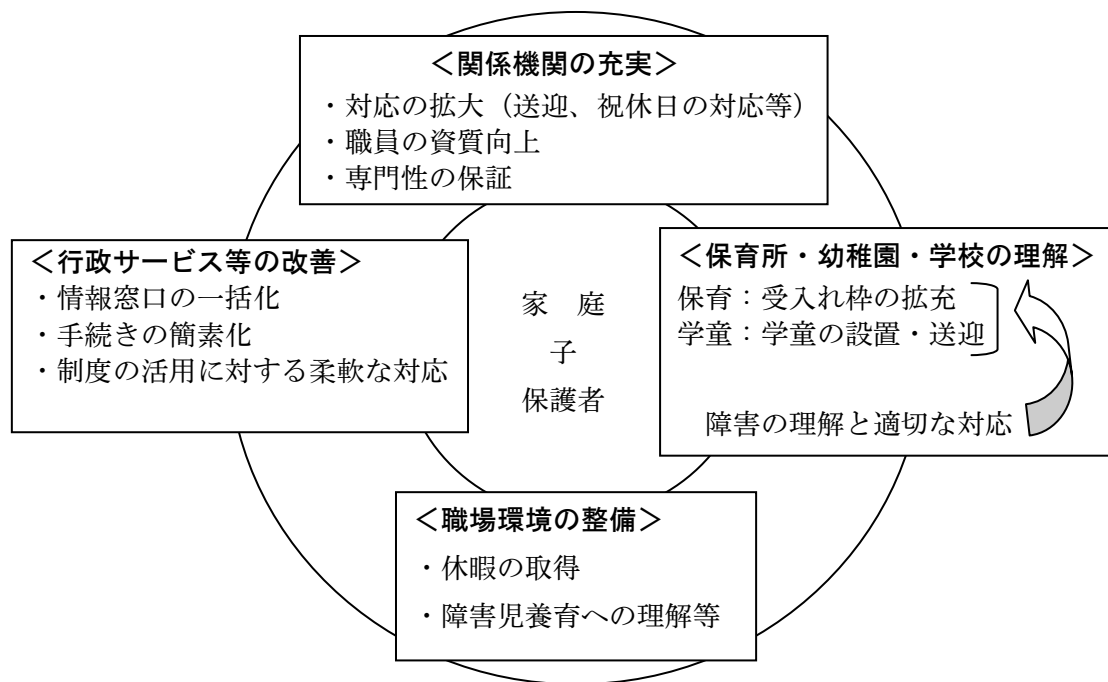 ＜関係機関の充実＞
・対応の拡大（送迎、祝休日の対応等）
・職員の資質向上
・専門性の保証
＜行政サービス等の改善＞
・情報窓口の一括化
・手続きの簡素化
・制度の活用に対する柔軟な対応
家　庭
子
保護者
＜保育所・幼稚園・学校の理解＞
保育：受入れ枠の拡充
学童：学童の設置・送迎
障害の理解と適切な対応
＜職場環境の整備＞
・休暇の取得
・障害児養育への理解等